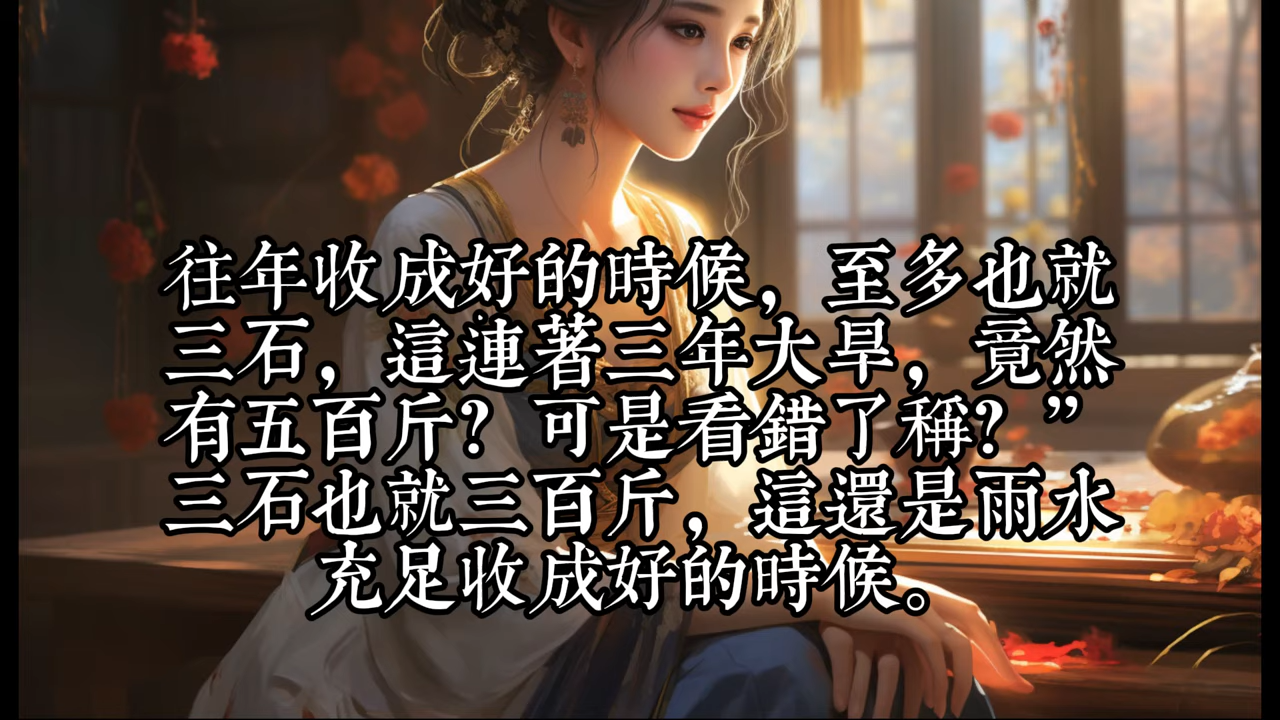 往年收成好的時候，至多也就
三石，這連著三年大旱，竟然
有五百斤？可是看錯了稱？”
三石也就三百斤，這還是雨水
充足收成好的時候。